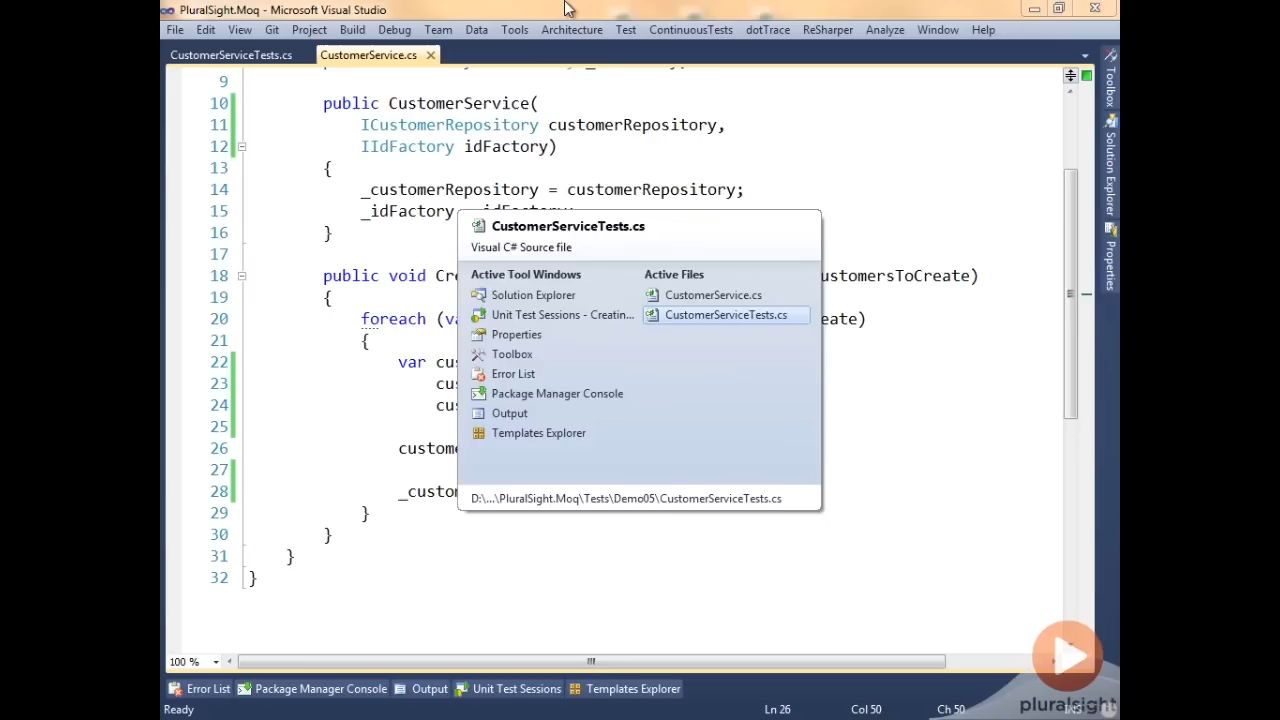 PluralSight.Moq - Microsoft Visual Studio
File Edit View Git Project Build Debug Team Data Tools Architecture Test ContinuousTests dotTrace ReSharper Analyze Window Help
CustomerServiceTests.cs CustomerService.cs
9
10 public CustomerService(
11 ICustomerRepository customerRepository,
12 IIdFactory idFactory)
13 {
14 _customerRepository = customerRepository;
15 _idFactory
16 }
17
18 public void ustomersToCreate)
19 {
20 foreach eate)
21 {
22 var
23
24
25
26
27
28
29 }
30 }
31 }
32 }
CustomerServiceTests.cs
Visual C# Source file
Active Tool Windows
Solution Explorer
Unit Test Sessions - Creatin...
Properties
Toolbox
Error List
Package Manager Console
Output
Templates Explorer
Active Files
CustomerService.cs
CustomerServiceTests.cs
D:\...\PluralSight.Moq\Tests\Demo05\CustomerServiceTests.cs
Toolbox
Solution Explorer
Properties
100 %
Error List Package Manager Console Output Unit Test Sessions Templates Explorer
Ready Ln 26 Col 50 Ch 50 INS
pluralsight